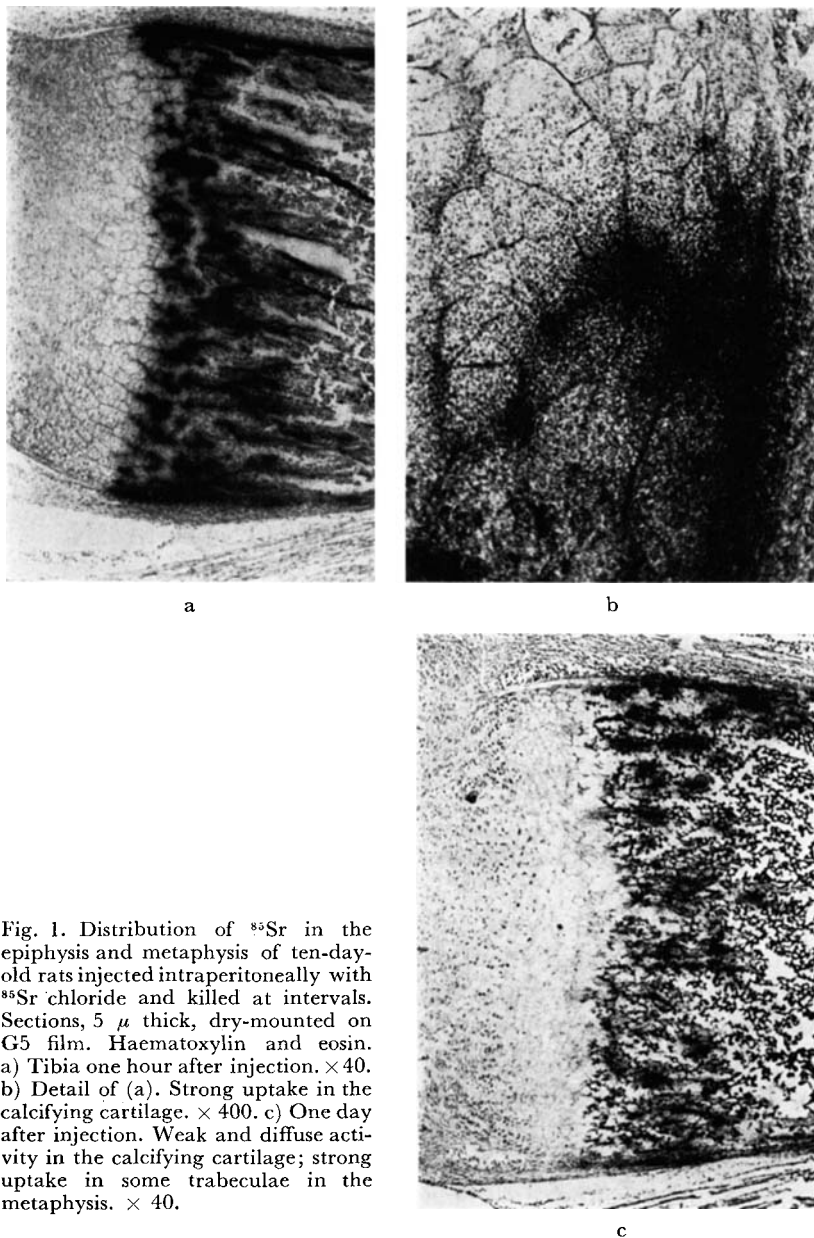 a
b
Fig. 1. Distribution of ⁸⁵Sr in the
epiphysis and metaphysis of ten-day-
old rats injected intraperitoneally with
⁸⁵Sr chloride and killed at intervals.
Sections, 5 μ thick, dry-mounted on
G5 film. Haematoxylin and eosin.
a) Tibia one hour after injection. × 40.
b) Detail of (a). Strong uptake in the
calcifying cartilage. × 400. c) One day
after injection. Weak and diffuse acti-
vity in the calcifying cartilage; strong
uptake in some trabeculae in the
metaphysis. × 40.
c